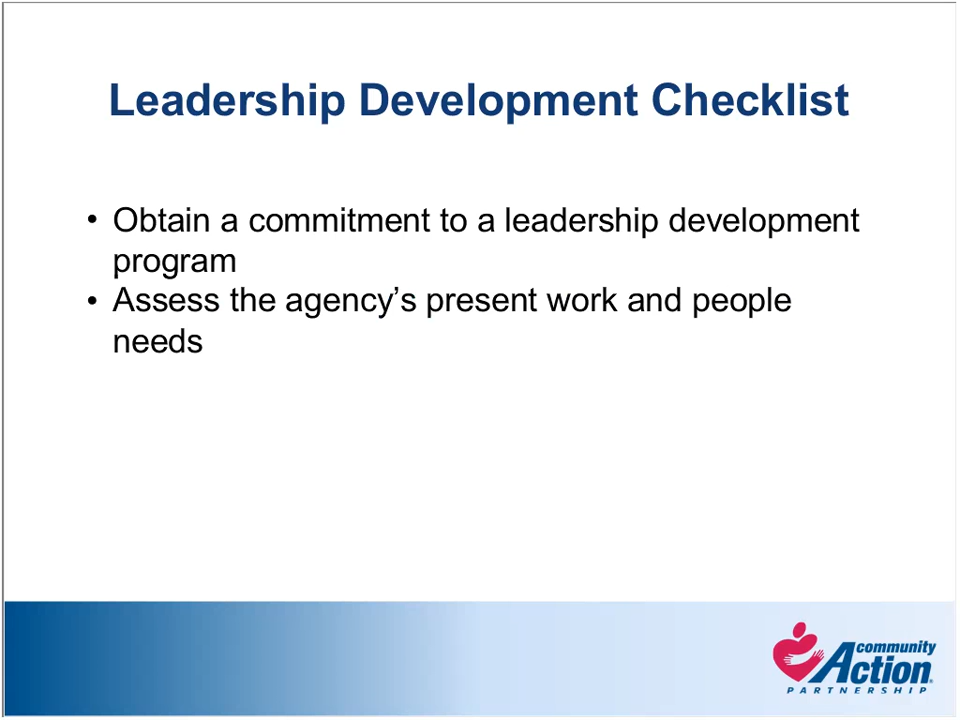 Leadership Development Checklist
• Obtain a commitment to a leadership development
program
• Assess the agency’s present work and people
needs
community
Action®
PARTNERSHIP